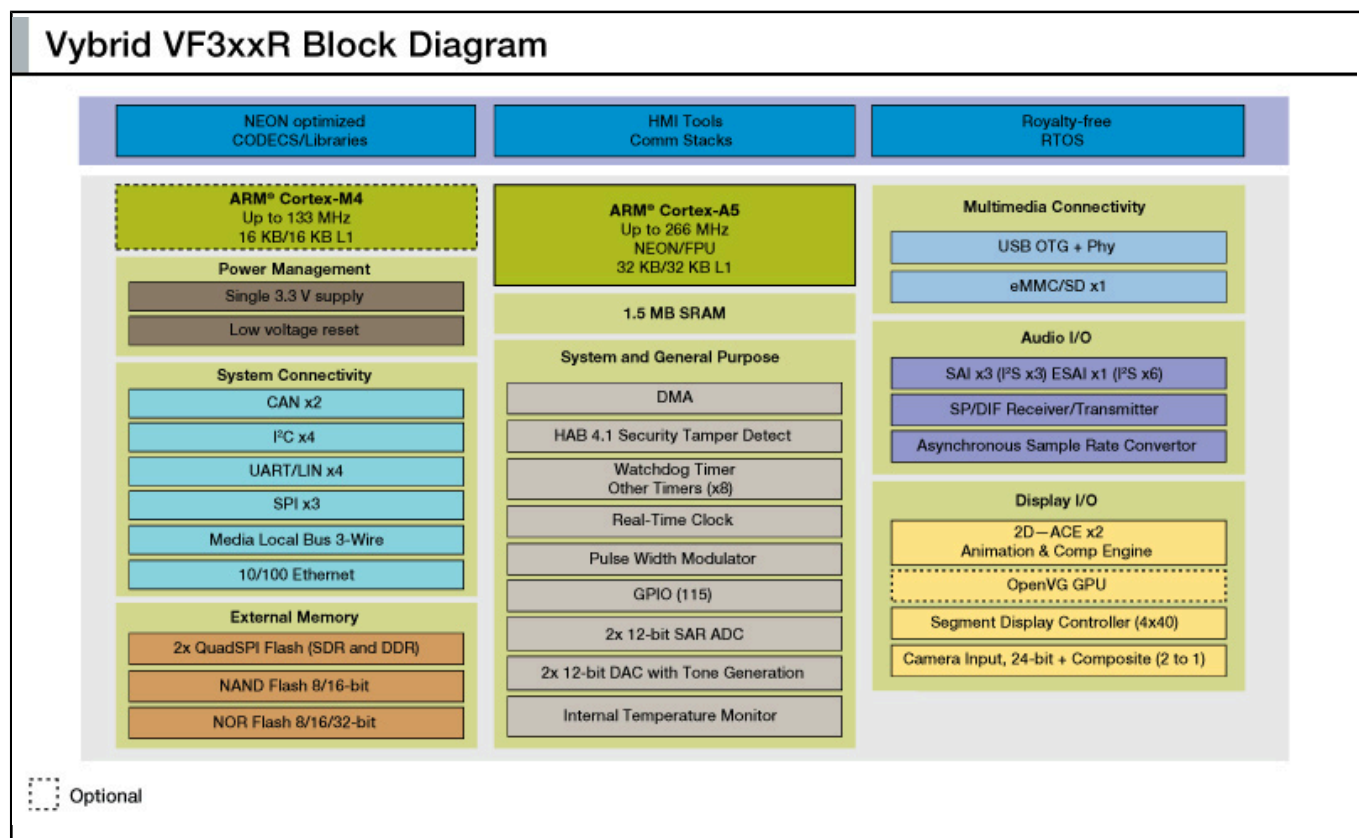 Vybrid VF3xxR Block Diagram
NEON optimized
CODECS/Libraries
HMI Tools
Comm Stacks
Royalty-free
RTOS
ARM® Cortex-M4
Up to 133 MHz
16 KB/16 KB L1
Power Management
Single 3.3 V supply
Low voltage reset
System Connectivity
CAN x2
I²C x4
UART/LIN x4
SPI x3
Media Local Bus 3-Wire
10/100 Ethernet
External Memory
2x QuadSPI Flash (SDR and DDR)
NAND Flash 8/16-bit
NOR Flash 8/16/32-bit
ARM® Cortex-A5
Up to 266 MHz
NEON/FPU
32 KB/32 KB L1
1.5 MB SRAM
System and General Purpose
DMA
HAB 4.1 Security Tamper Detect
Watchdog Timer
Other Timers (x8)
Real-Time Clock
Pulse Width Modulator
GPIO (115)
2x 12-bit SAR ADC
2x 12-bit DAC with Tone Generation
Internal Temperature Monitor
Multimedia Connectivity
USB OTG + Phy
eMMC/SD x1
Audio I/O
SAI x3 (I²S x3) ESAI x1 (I²S x6)
SP/DIF Receiver/Transmitter
Asynchronous Sample Rate Convertor
Display I/O
2D—ACE x2
Animation & Comp Engine
OpenVG GPU
Segment Display Controller (4x40)
Camera Input, 24-bit + Composite (2 to 1)
Optional